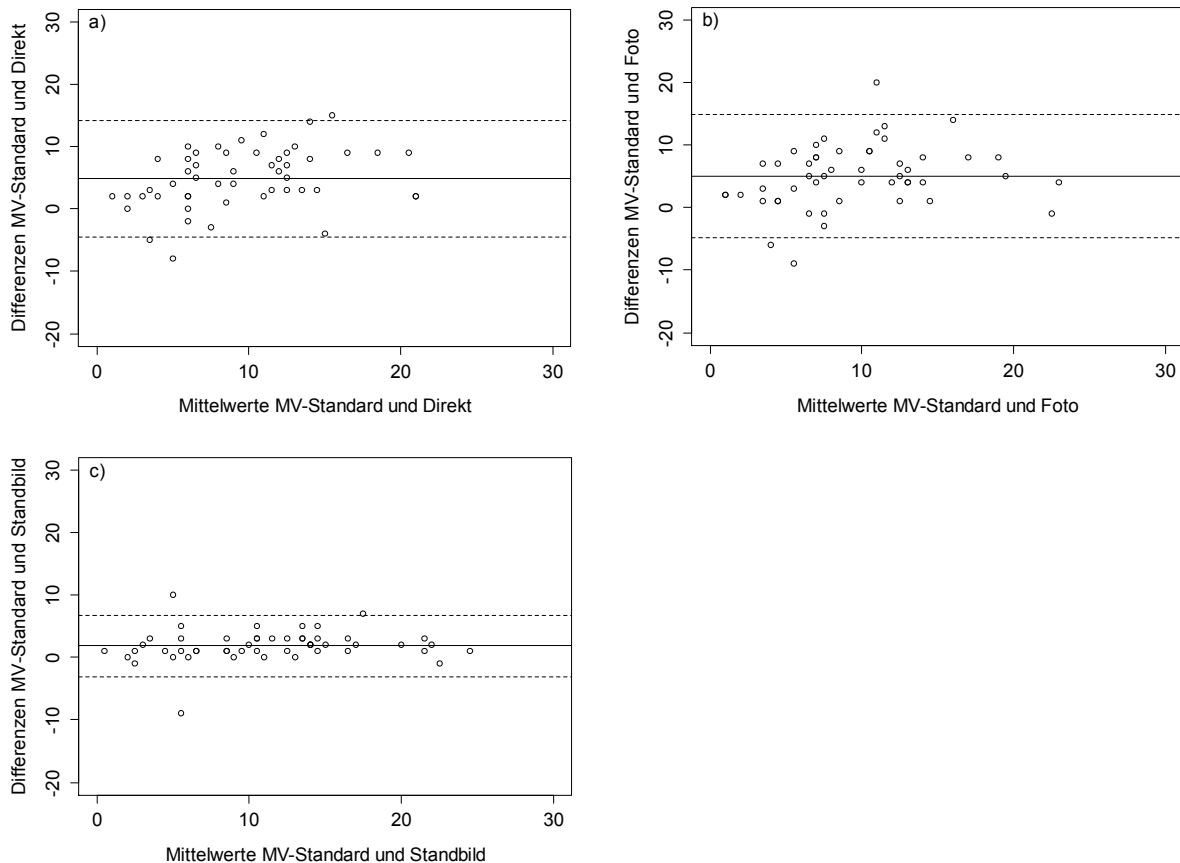 a)
30
20
10
0
-10
-20
Differenzen MV-Standard und Direkt
0 10 20 30
Mittelwerte MV-Standard und Direkt
b)
30
20
10
0
-10
-20
Differenzen MV-Standard und Foto
0 10 20 30
Mittelwerte MV-Standard und Foto
c)
30
20
10
0
-10
-20
Differenzen MV-Standard und Standbild
0 10 20 30
Mittelwerte MV-Standard und Standbild